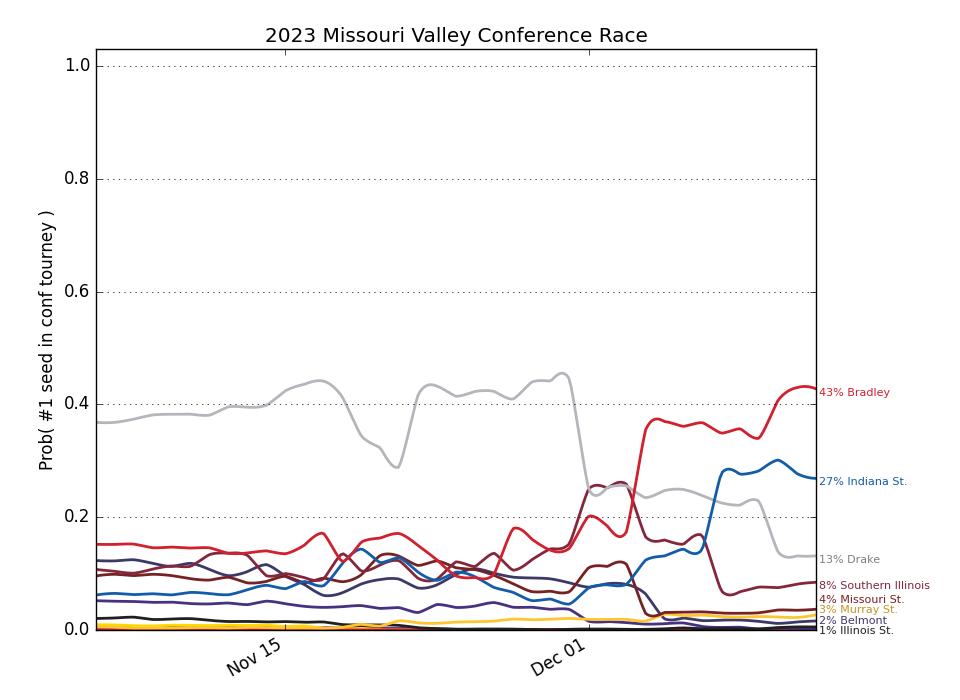 2023 Missouri Valley Conference Race
Prob( #1 seed in conf tourney )
1.0
0.8
0.6
0.4
0.2
0.0
Nov 15
Dec 01
43% Bradley
27% Indiana St.
13% Drake
8% Southern Illinois
4% Missouri St.
3% Murray St.
2% Belmont
1% Illinois St.